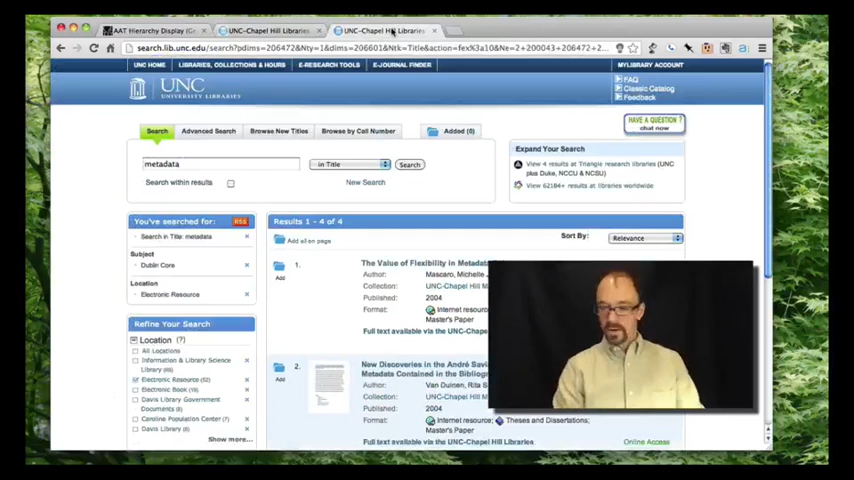 AAT Hierarchy Display (Ge
UNC-Chapel Hill Libraries
UNC-Chapel Hill Libraries
search.lib.unc.edu/search?pdims=206472&Nty=1&dims=206601&Ntk=Title&action=fex%3a10&Ne=2+200043+206472+2...
UNC HOME
LIBRARIES, COLLECTIONS & HOURS
E-RESEARCH TOOLS
E-JOURNAL FINDER
MYLIBRARY ACCOUNT
UNC
UNIVERSITY LIBRARIES
FAQ
Classic Catalog
Feedback
HAVE A QUESTION?
chat now
Search
Advanced Search
Browse New Titles
Browse by Call Number
Added (0)
metadata
in Title
Search
Search within results
New Search
Expand Your Search
View 4 results at Triangle research libraries (UNC
plus Duke, NCCU & NCSU)
View 62184+ results at libraries worldwide
You've searched for:
RSS
Search in Title: metadata
Subject
Dublin Core
Location
Electronic Resource
Results 1 - 4 of 4
Add all on page
Sort By:
Relevance
1.
Add
The Value of Flexibility in Metadata
Author:
Mascaro, Michelle J
Collection:
UNC-Chapel Hill M
Published:
2004
Format:
Internet resource
Master's Paper
Full text available via the UNC-Chapel
Refine Your Search
Location (?)
All Locations
Information & Library Science
Library (69)
Electronic Resource (52)
Electronic Book (19)
Davis Library Government
Documents (8)
Caroline Population Center (7)
Davis Library (6)
Show more...
2.
Add
New Discoveries in the André Savi
Metadata Contained in the Bibliog
Author:
Van Duinen, Rita S
Collection:
UNC-Chapel Hill M
Published:
2004
Format:
Internet resource;
Theses and Dissertations;
Master's Paper
Full text available via the UNC-Chapel Hill Libraries
Online Access